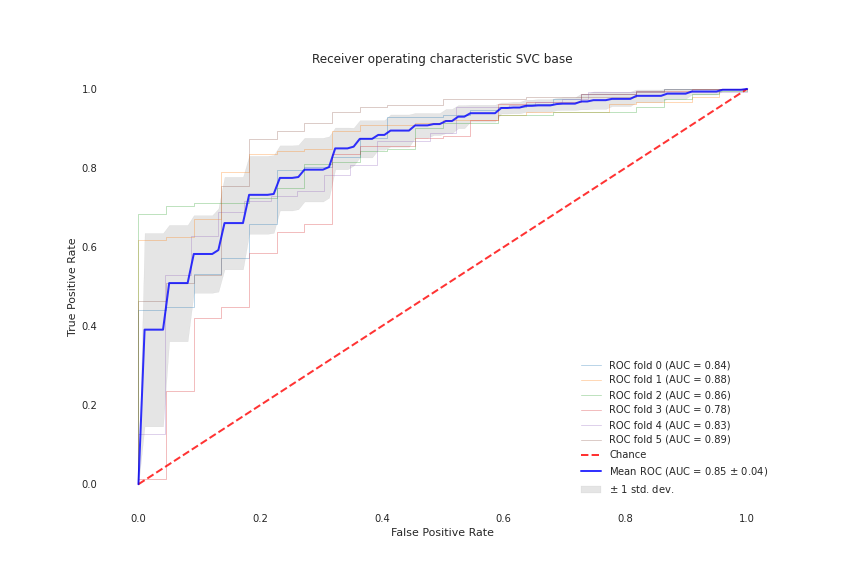 Receiver operating characteristic SVC base
True Positive Rate
1.0
0.8
0.6
0.4
0.2
0.0
0.0 0.2 0.4 0.6 0.8 1.0
False Positive Rate
ROC fold 0 (AUC = 0.84)
ROC fold 1 (AUC = 0.88)
ROC fold 2 (AUC = 0.86)
ROC fold 3 (AUC = 0.78)
ROC fold 4 (AUC = 0.83)
ROC fold 5 (AUC = 0.89)
Chance
Mean ROC (AUC = 0.85 ± 0.04)
± 1 std. dev.